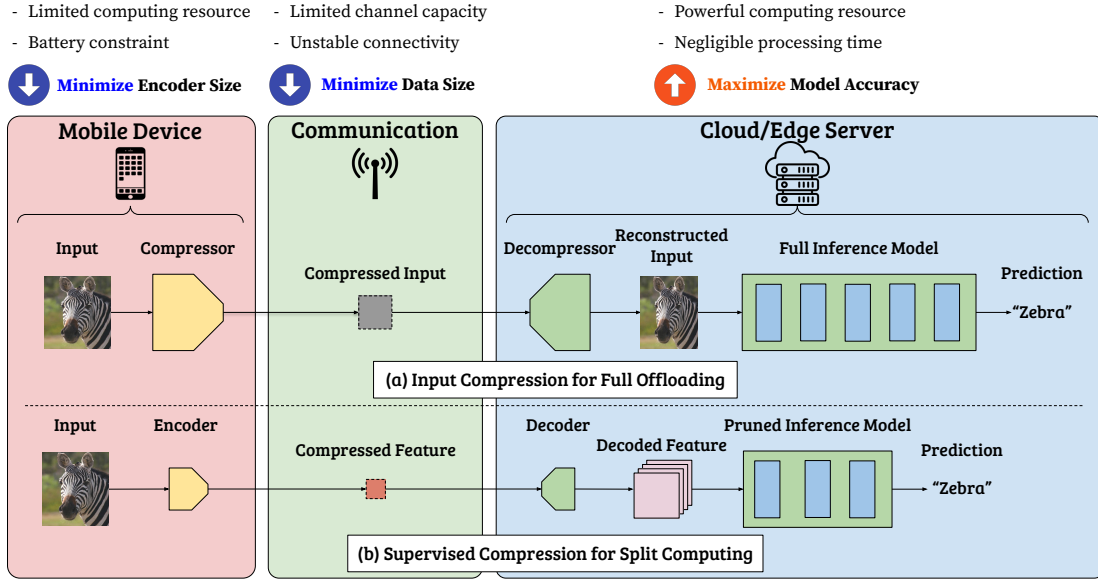 - Limited computing resource
- Battery constraint
- Limited channel capacity
- Unstable connectivity
- Powerful computing resource
- Negligible processing time
Minimize Encoder Size
Minimize Data Size
Maximize Model Accuracy
Mobile Device
Communication
Cloud/Edge Server
Input
Compressor
Compressed Input
Decompressor
Reconstructed
Input
Full Inference Model
Prediction
“Zebra”
(a) Input Compression for Full Offloading
Input
Encoder
Compressed Feature
Decoder
Decoded Feature
Pruned Inference Model
Prediction
“Zebra”
(b) Supervised Compression for Split Computing